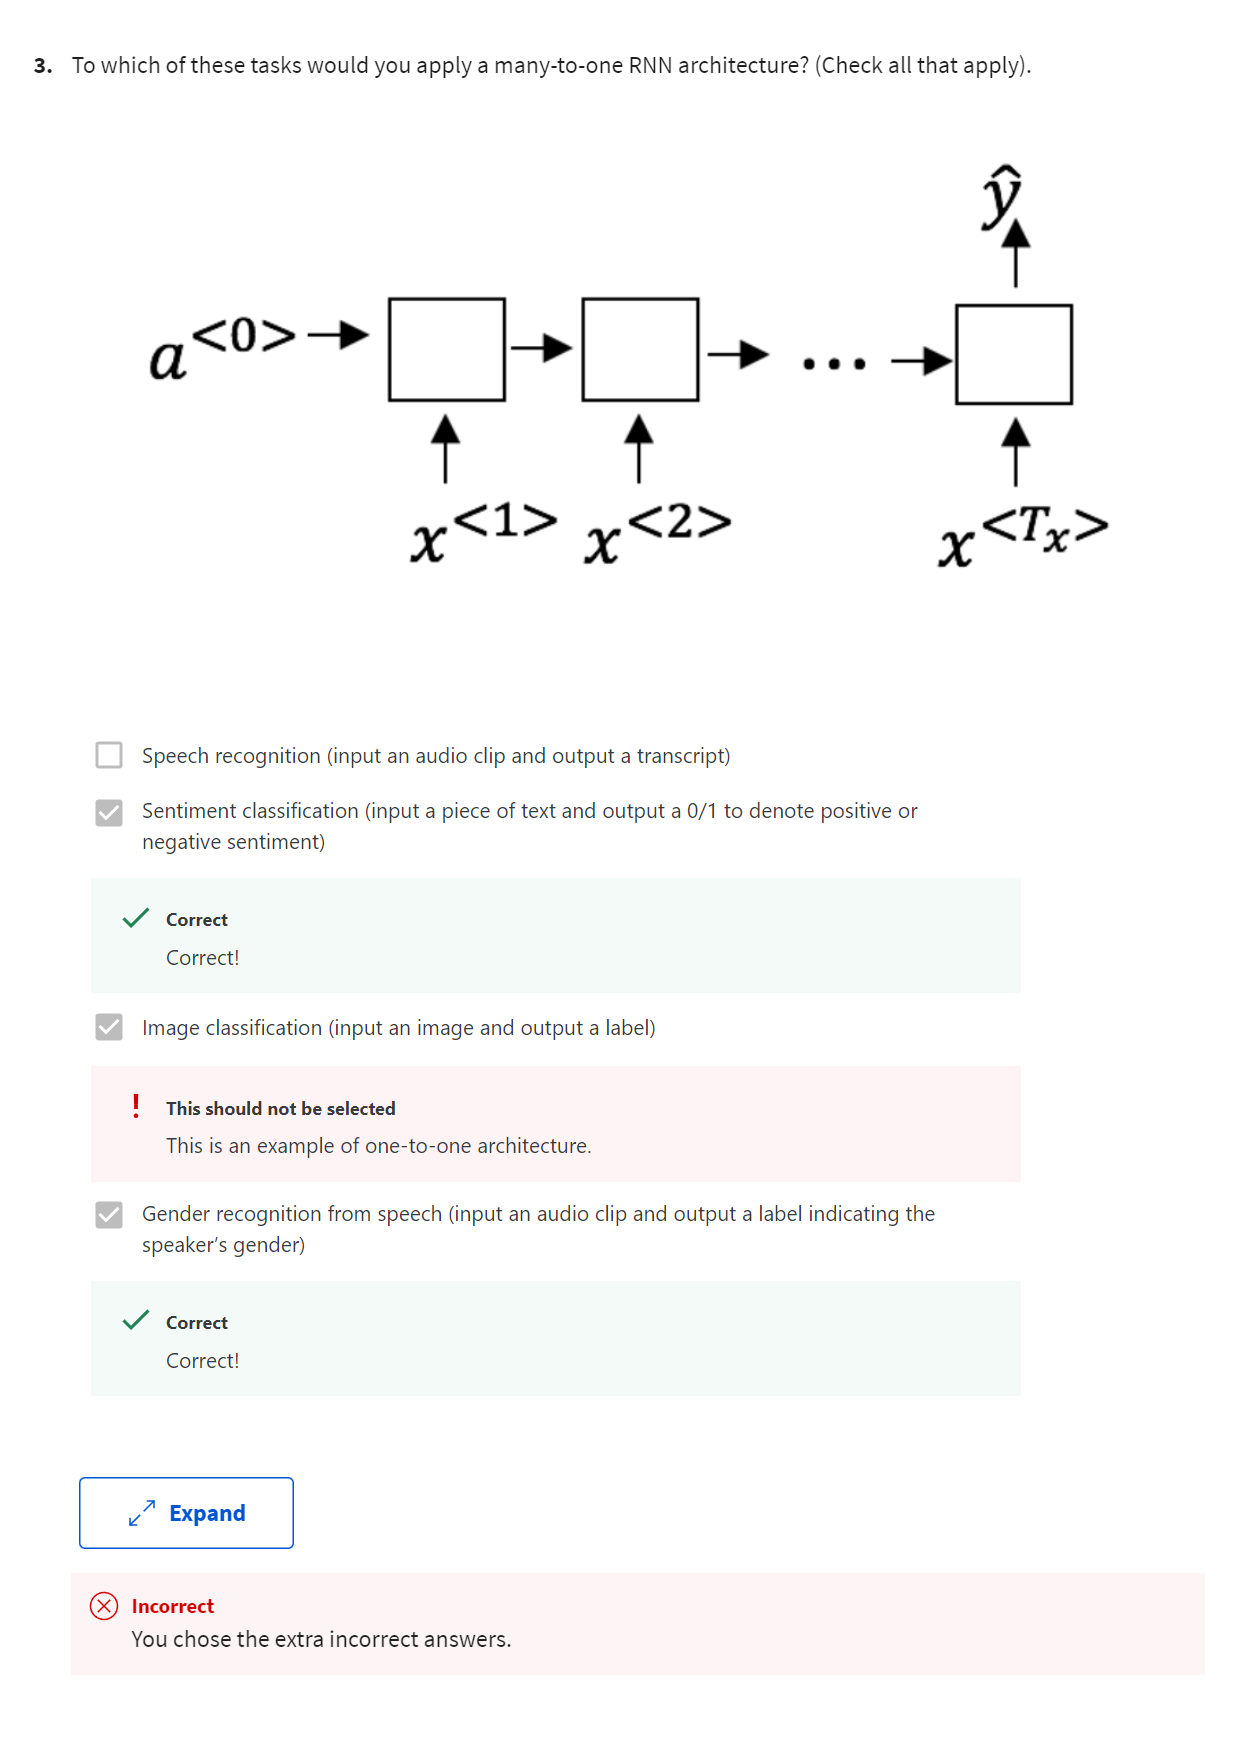 3. To which of these tasks would you apply a many-to-one RNN architecture? (Check all that apply).
ŷ
a<0>
x<1> x<2> x<Tx>
Speech recognition (input an audio clip and output a transcript)
Sentiment classification (input a piece of text and output a 0/1 to denote positive or
negative sentiment)
Correct
Correct!
Image classification (input an image and output a label)
! This should not be selected
This is an example of one-to-one architecture.
Gender recognition from speech (input an audio clip and output a label indicating the
speaker’s gender)
Correct
Correct!
Expand
Incorrect
You chose the extra incorrect answers.